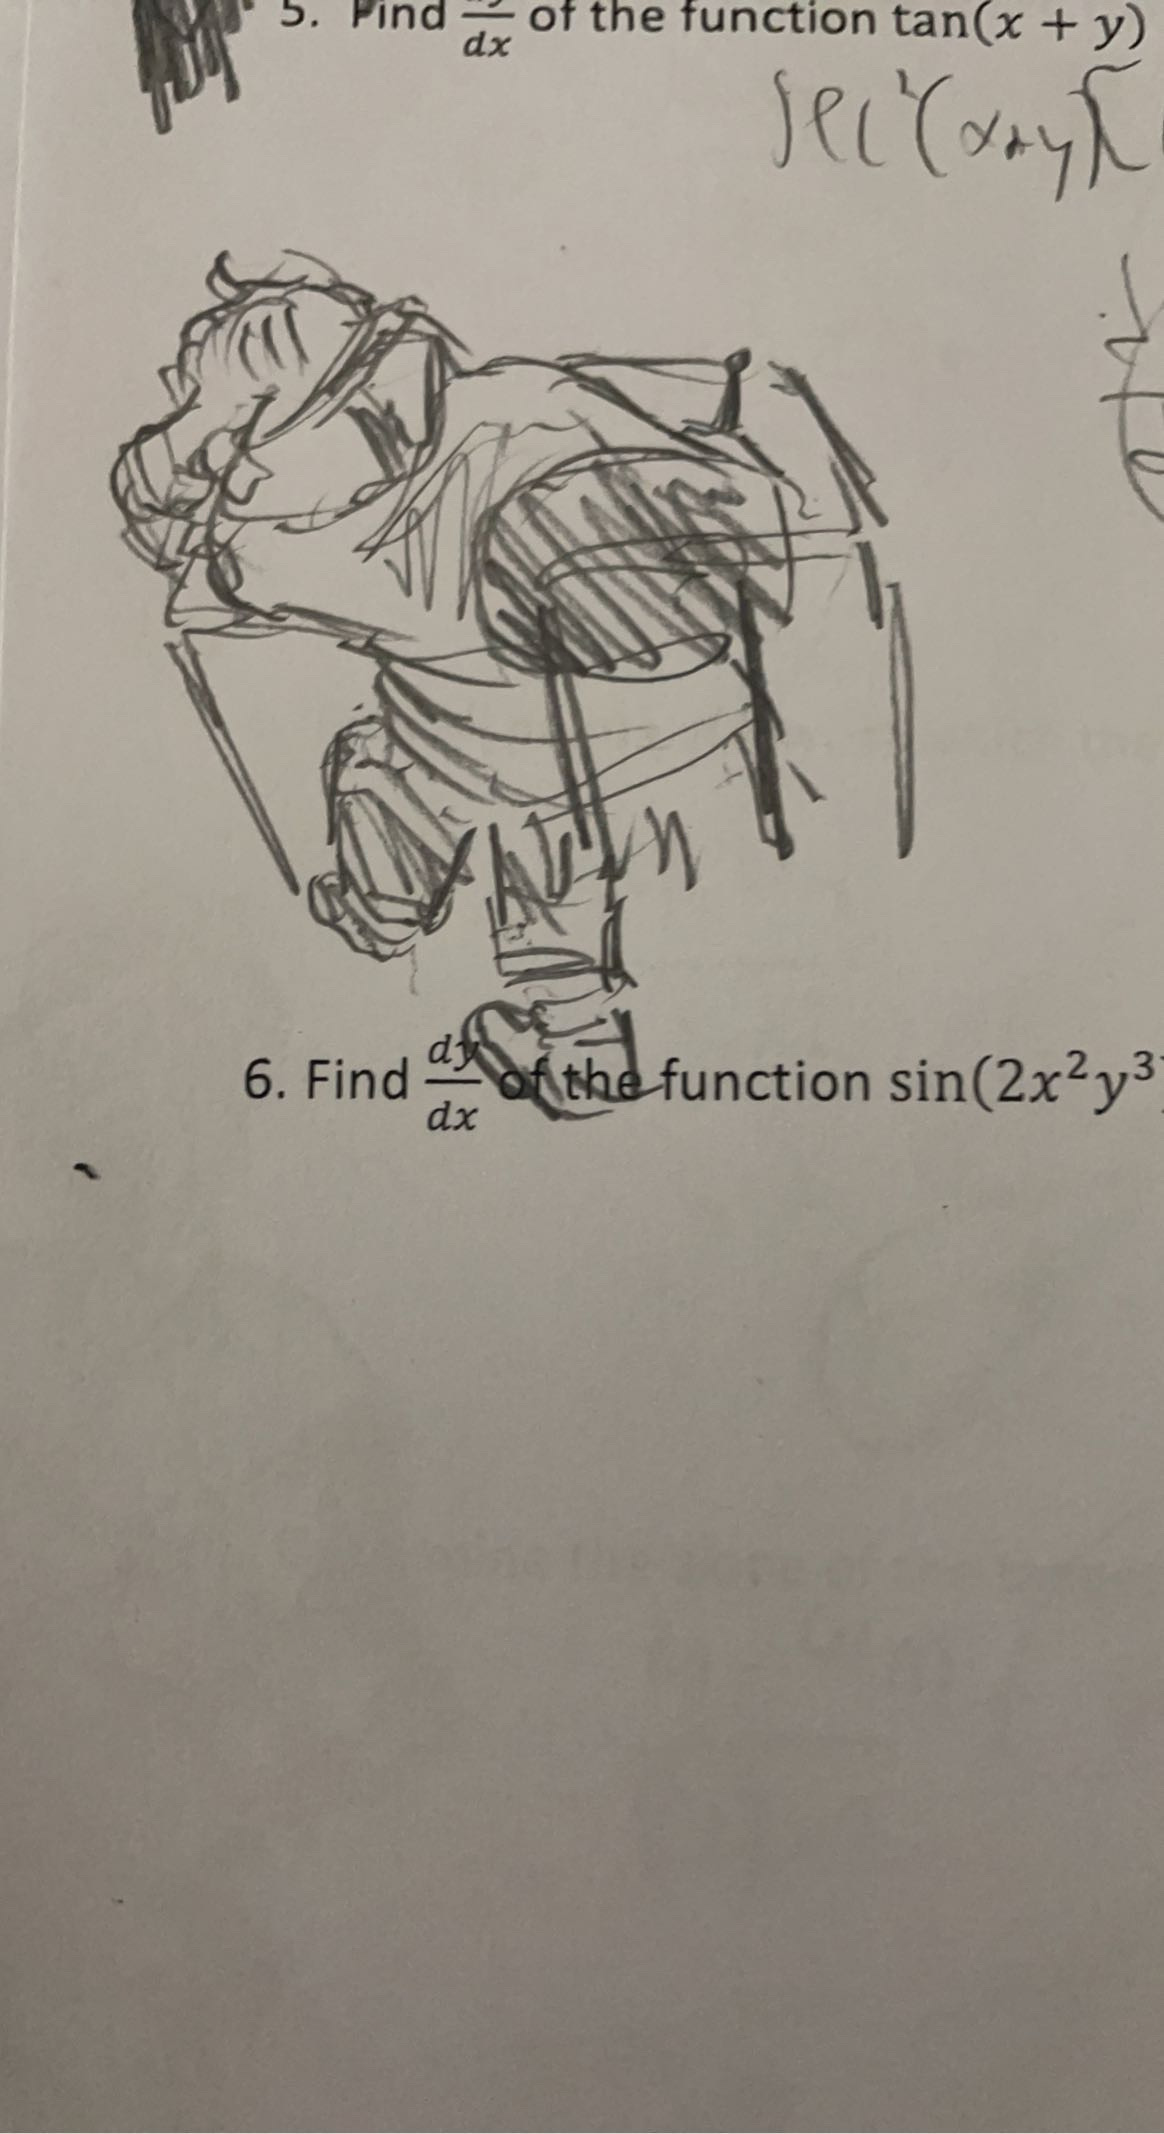 5. Find dy/dx of the function tan(x + y)
sec²(x+y)[
6. Find dy/dx of the function sin(2x²y³